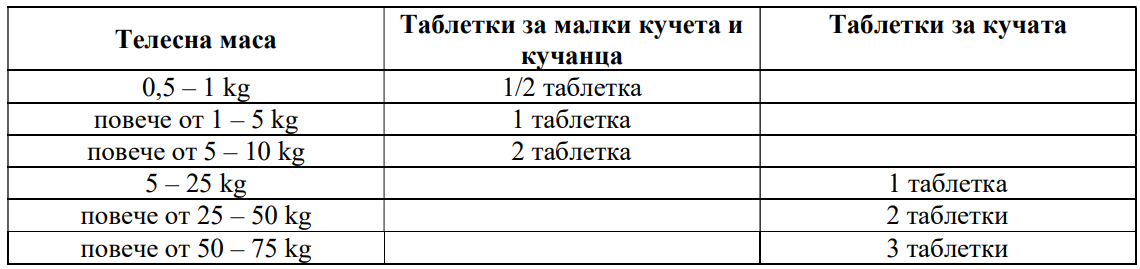 Телесна маса Таблетки за малки кучета и кучанца Таблетки за кучата
0,5 – 1 kg 1/2 таблетка
повече от 1 – 5 kg 1 таблетка
повече от 5 – 10 kg 2 таблетка
5 – 25 kg 1 таблетка
повече от 25 – 50 kg 2 таблетки
повече от 50 – 75 kg 3 таблетки